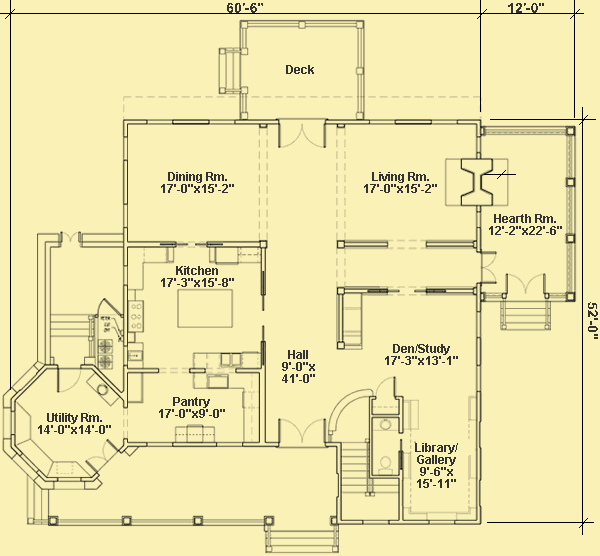 60'-6"
12'-0"
Deck
Dining Rm.
17'-0"x15'-2"
Living Rm.
17'-0"x15'-2"
Hearth Rm.
12'-2"x22'-6"
Kitchen
17'-3"x15'-8"
52'-0"
Hall
9'-0"x
41'-0"
Den/Study
17'-3"x13'-1"
Pantry
17'-0"x9'-0"
Utility Rm.
14'-0"x14'-0"
Library/
Gallery
9'-6"x
15'-11"